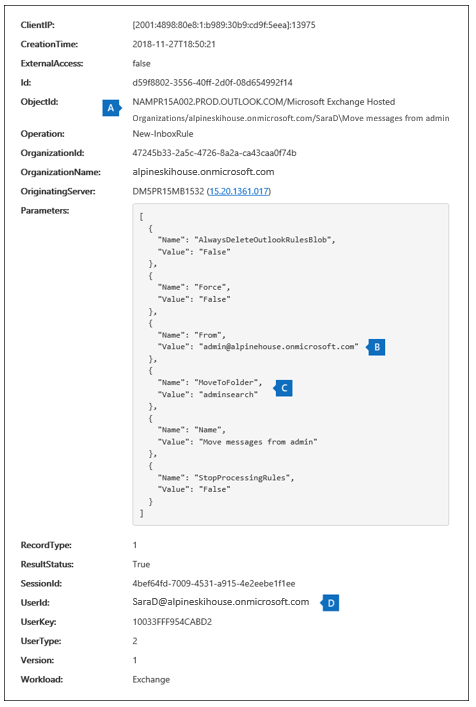 ClientIP: [2001:4898:80e8:1:b989:30b9:cd9f:5eea]:13975
CreationTime: 2018-11-27T18:50:21
ExternalAccess: false
Id: d59f8802-3556-40ff-2d0f-08d654992f14
ObjectId: A NAMPR15A002.PROD.OUTLOOK.COM/Microsoft Exchange Hosted
Organizations/alpineskihouse.onmicrosoft.com/SaraD\Move messages from admin
Operation: New-InboxRule
OrganizationId: 47245b33-2a5c-4726-8a2a-ca43caa0f74b
OrganizationName: alpineskihouse.onmicrosoft.com
OriginatingServer: DM5PR15MB1532 (15.20.1361.017)
Parameters:
[
{
"Name": "AlwaysDeleteOutlookRulesBlob",
"Value": "False"
},
{
"Name": "Force",
"Value": "False"
},
{
"Name": "From",
"Value": "admin@alpinehouse.onmicrosoft.com" B
},
{
"Name": "MoveToFolder", C
"Value": "adminsearch"
},
{
"Name": "Name",
"Value": "Move messages from admin"
},
{
"Name": "StopProcessingRules",
"Value": "False"
}
]
RecordType: 1
ResultStatus: True
SessionId: 4bef64fd-7009-4531-a915-4e2eebe1f1ee
UserId: SaraD@alpineskihouse.onmicrosoft.com D
UserKey: 10033FFF954CABD2
UserType: 2
Version: 1
Workload: Exchange